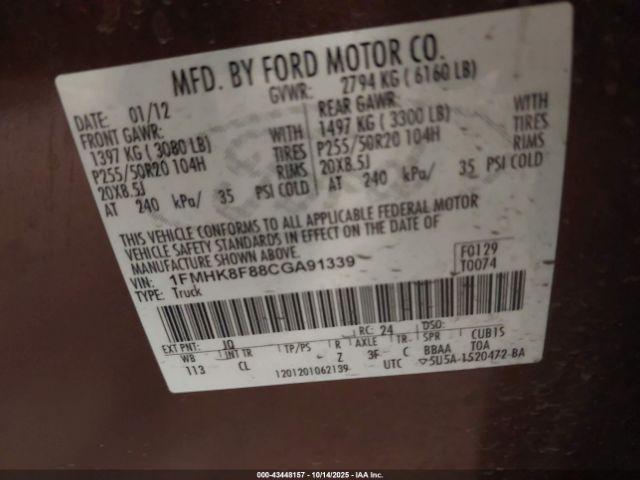 MFD. BY FORD MOTOR CO.
DATE: 01/12 GVWR: 2794 KG ( 6160 LB)
FRONT GAWR: REAR GAWR:
1397 KG ( 3080 LB) WITH 1497 KG ( 3300 LB) WITH
P255/50R20 104H TIRES P255/50R20 104H TIRES
20X8.5J RIMS 20X8.5J RIMS
AT 240 kPa/ 35 PSI COLD AT 240 kPa/ 35 PSI COLD
THIS VEHICLE CONFORMS TO ALL APPLICABLE FEDERAL MOTOR
VEHICLE SAFETY STANDARDS IN EFFECT ON THE DATE OF
MANUFACTURE SHOWN ABOVE.
VIN: 1FMHK8F88CGA91339 F0129
TYPE: Truck T0074
EXT PNT: JQ RC: 24 DSO:
WB INT TR TP/PS R AXLE TR SPR CUB1S
113 CL Z 3F C BBAA TOA
1201201062139 UTC 5U5A-1520472-BA
000-43448157 - 10/14/2025 - IAA Inc.